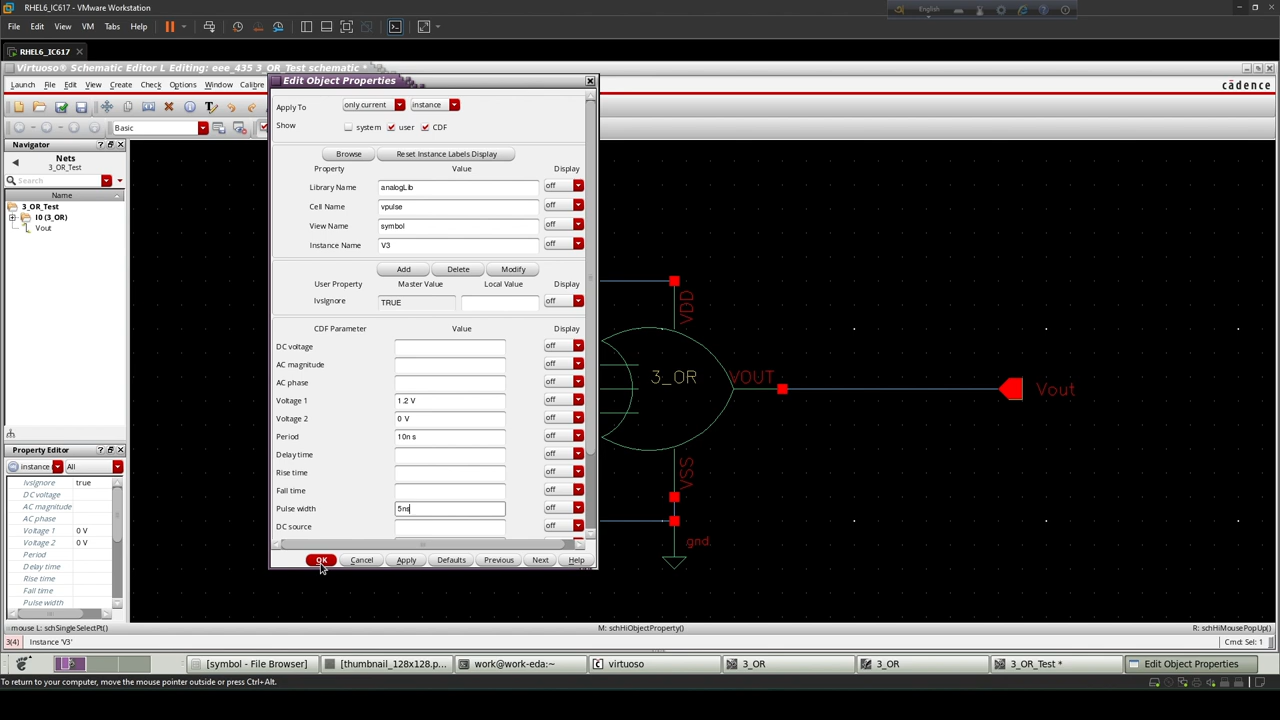 RHEL6_IC617 - VMware Workstation
English
File Edit View VM Tabs Help
RHEL6_IC617
Virtuoso® Schematic Editor L Editing: eee_435 3_OR_Test schematic *
Launch File Edit View Create Check Options Window Calibre
cādence
Basic
Navigator
Nets
3_OR_Test
Search
Name
3_OR_Test
I0 (3_OR)
Vout
Property Editor
instance All
lvsIgnore true
DC voltage
AC magnitude
AC phase
Voltage 1 0 V
Voltage 2 0 V
Period
Delay time
Rise time
Fall time
Pulse width
Edit Object Properties
Apply To only current instance
Show system user CDF
Browse Reset Instance Labels Display
Property Value Display
Library Name analogLib off
Cell Name vpulse off
View Name symbol off
Instance Name V3 off
Add Delete Modify
User Property Master Value Local Value Display
lvsIgnore TRUE off
CDF Parameter Value Display
DC voltage off
AC magnitude off
AC phase off
Voltage 1 1.2 V off
Voltage 2 0 V off
Period 10n s off
Delay time off
Rise time off
Fall time off
Pulse width 5ns off
DC source off
OK Cancel Apply Defaults Previous Next Help
VDD
3_OR
VOUT
Vout
VSS
gnd.
mouse L: schSingleSelectPt() M: schHiObjectProperty() R: schHiMousePopUp()
3(4) Instance 'V3' Cmd: Sel: 1
[symbol - File Browser] [thumbnail_128x128.p... work@work-eda:~ virtuoso 3_OR 3_OR 3_OR_Test * Edit Object Properties
To return to your computer, move the mouse pointer outside or press Ctrl+Alt.